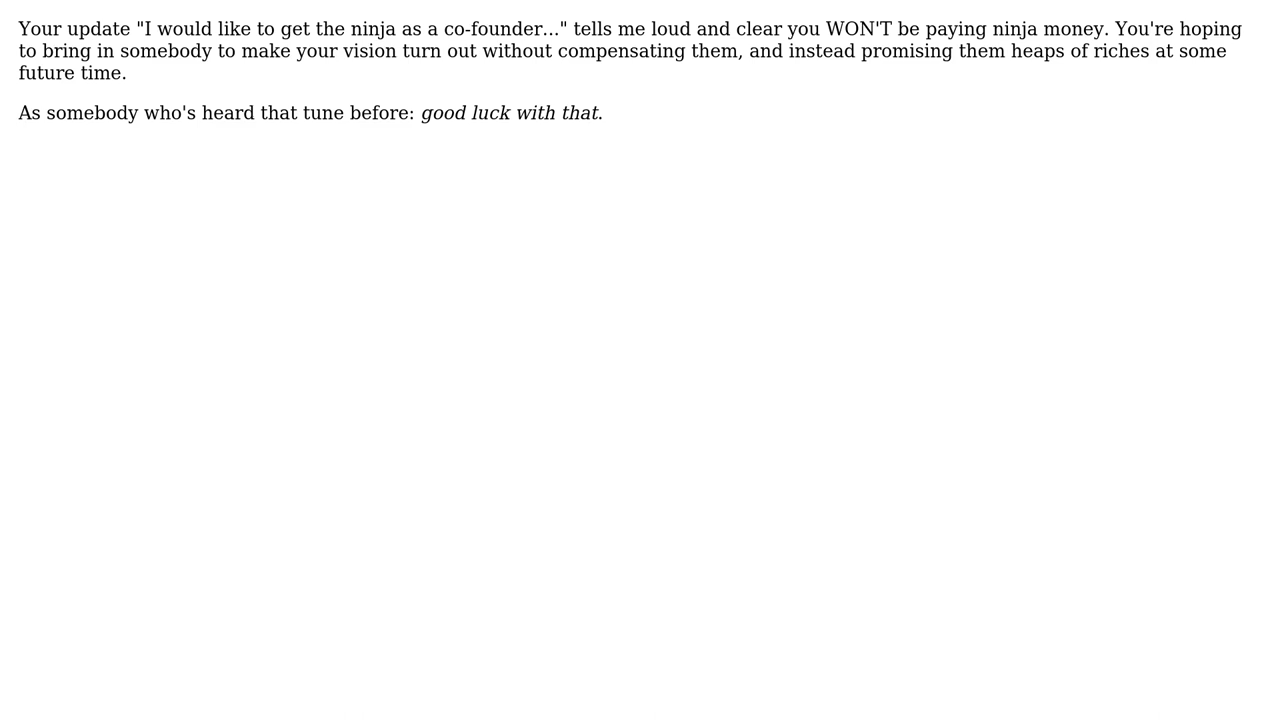 Your update "I would like to get the ninja as a co-founder..." tells me loud and clear you WON'T be paying ninja money. You're hoping
to bring in somebody to make your vision turn out without compensating them, and instead promising them heaps of riches at some
future time.
As somebody who's heard that tune before: good luck with that.